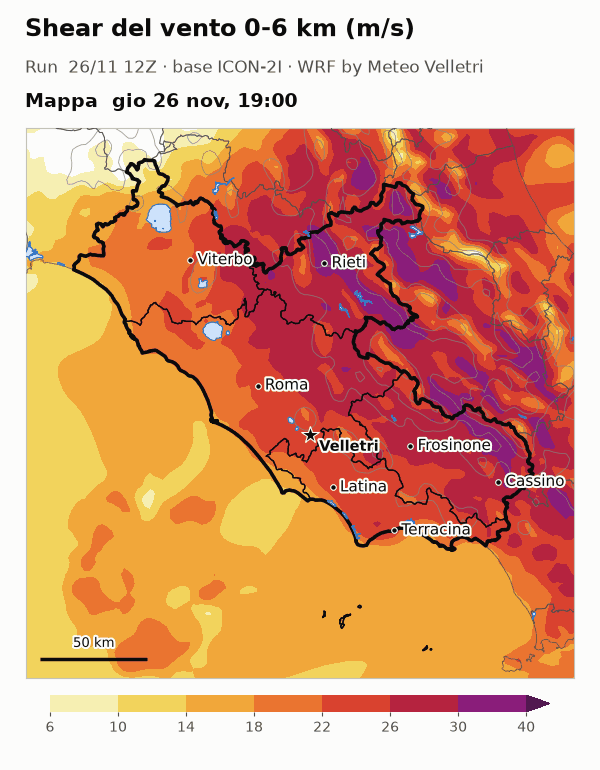 Shear del vento 0-6 km (m/s)
Run  26/11 12Z · base ICON-2I · WRF by Meteo Velletri
Mappa  gio 26 nov, 19:00
Viterbo
Rieti
Roma
Velletri
Frosinone
Latina
Cassino
Terracina
50 km
6 10 14 18 22 26 30 40